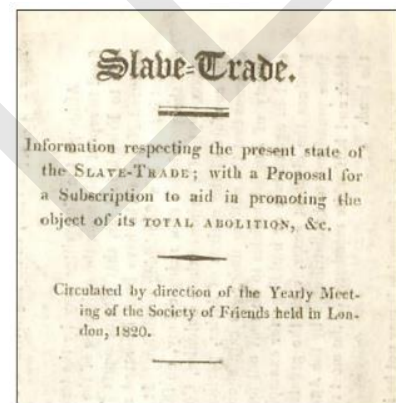 Slave-Trade.
Information respecting the present state of
the SLAVE-TRADE; with a Proposal for
a Subscription to aid in promoting the
object of its TOTAL ABOLITION, &c.
Circulated by direction of the Yearly Meet-
ing of the Society of Friends held in Lon-
don, 1820.